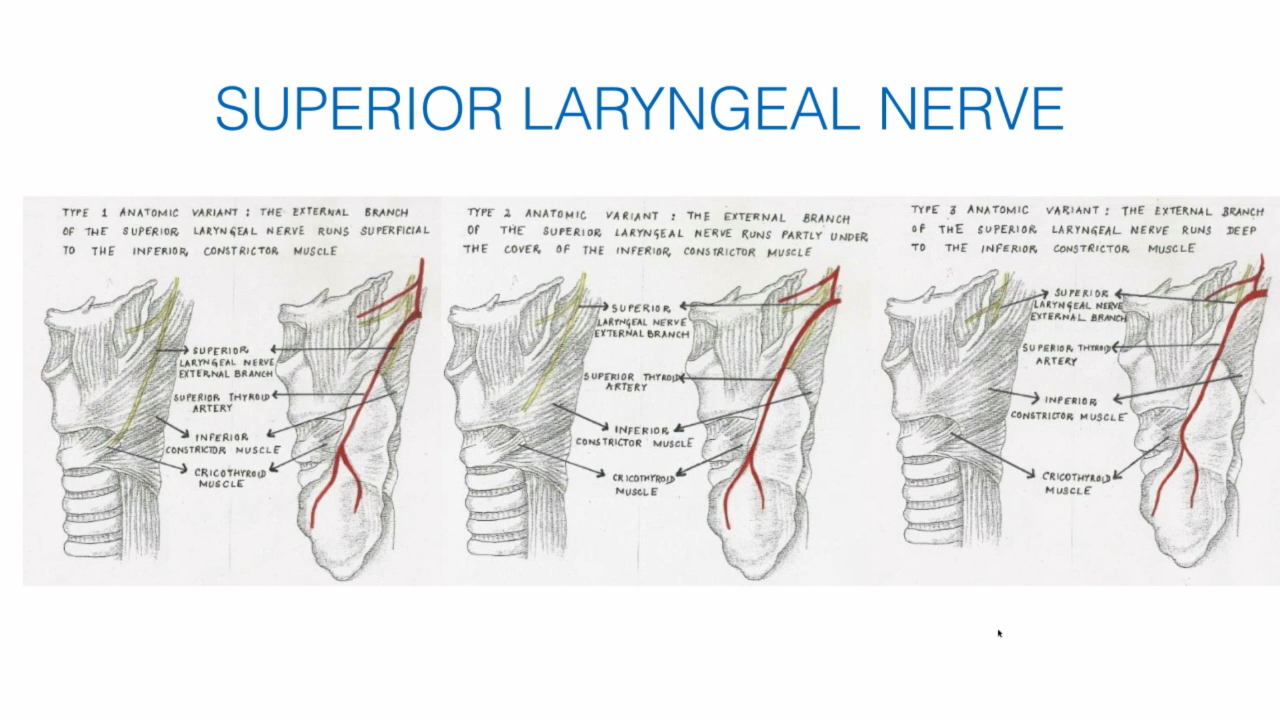 SUPERIOR LARYNGEAL NERVE
TYPE 1 ANATOMIC VARIANT : THE EXTERNAL BRANCH
OF THE SUPERIOR LARYNGEAL NERVE RUNS SUPERFICIAL
TO THE INFERIOR CONSTRICTOR MUSCLE
SUPERIOR
LARYNGEAL NERVE
EXTERNAL BRANCH
SUPERIOR THYROID
ARTERY
INFERIOR
CONSTRICTOR MUSCLE
CRICOTHYROID
MUSCLE
TYPE 2 ANATOMIC VARIANT : THE EXTERNAL BRANCH
OF THE SUPERIOR LARYNGEAL NERVE RUNS PARTLY UNDER
THE COVER OF THE INFERIOR CONSTRICTOR MUSCLE
SUPERIOR
LARYNGEAL NERVE
EXTERNAL BRANCH
SUPERIOR THYROID
ARTERY
INFERIOR
CONSTRICTOR MUSCLE
CRICOTHYROID
MUSCLE
TYPE 3 ANATOMIC VARIANT : THE EXTERNAL BRANCH
OF THE SUPERIOR LARYNGEAL NERVE RUNS DEEP
TO THE INFERIOR CONSTRICTOR MUSCLE
SUPERIOR
LARYNGEAL NERVE
EXTERNAL BRANCH
SUPERIOR THYROID
ARTERY
INFERIOR
CONSTRICTOR MUSCLE
CRICOTHYROID
MUSCLE